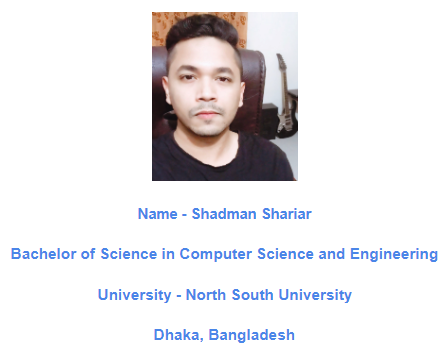 Name - Shadman Shariar
Bachelor of Science in Computer Science and Engineering
University - North South University
Dhaka, Bangladesh